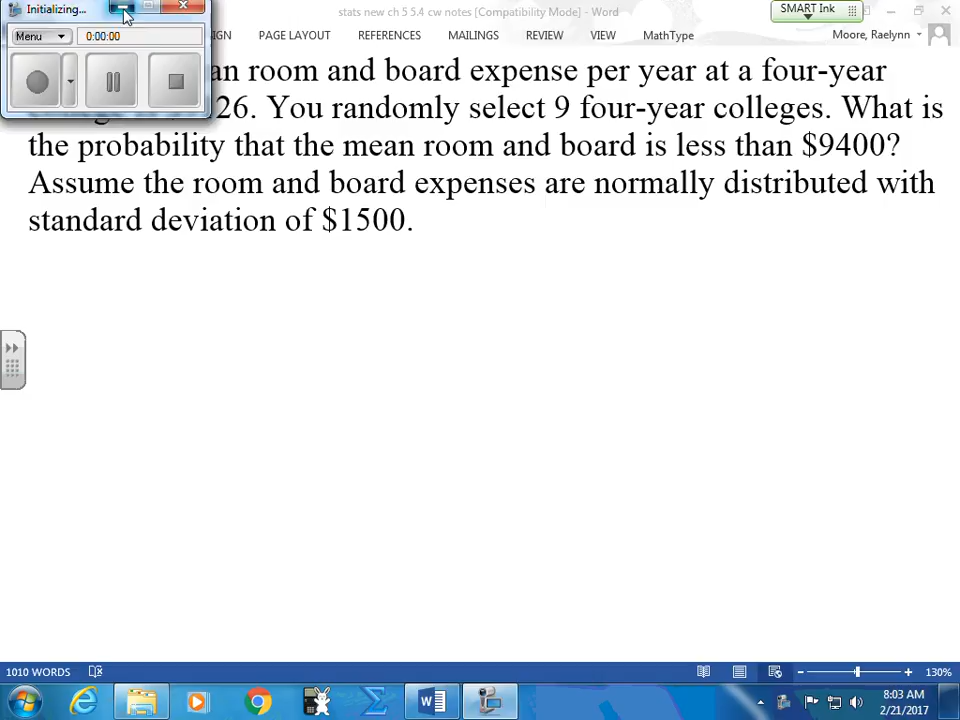 Initializing...
stats new ch 5 5.4 cw notes [Compatibility Mode] - Word
SMART Ink
Menu
0:00:00
IGN
PAGE LAYOUT
REFERENCES
MAILINGS
REVIEW
VIEW
MathType
Moore, Raelynn
an room and board expense per year at a four-year
26. You randomly select 9 four-year colleges. What is
the probability that the mean room and board is less than $9400?
Assume the room and board expenses are normally distributed with
standard deviation of $1500.
1010 WORDS
130%
8:03 AM
2/21/2017